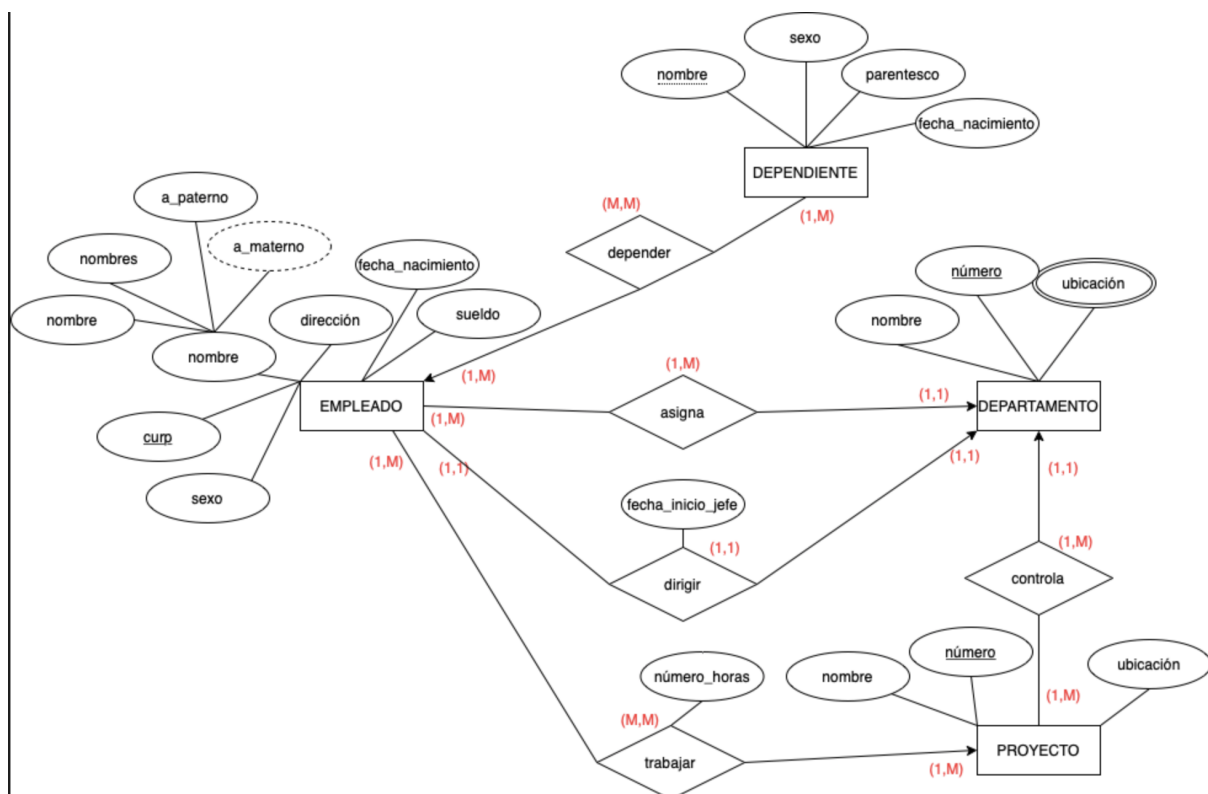 sexo
nombre
parentesco
fecha_nacimiento
DEPENDIENTE
(M,M)
(1,M)
depender
a_paterno
a_materno
nombres
nombre
nombre
dirección
fecha_nacimiento
sueldo
(1,M)
EMPLEADO
curp
sexo
(1,M)
(1,M)
asigna
(1,1)
número
ubicación
nombre
DEPARTAMENTO
(1,M)
(1,1)
fecha_inicio_jefe
(1,1)
dirigir
(1,1)
(1,1)
(1,M)
controla
número_horas
(M,M)
trabajar
(1,M)
nombre
número
ubicación
(1,M)
PROYECTO